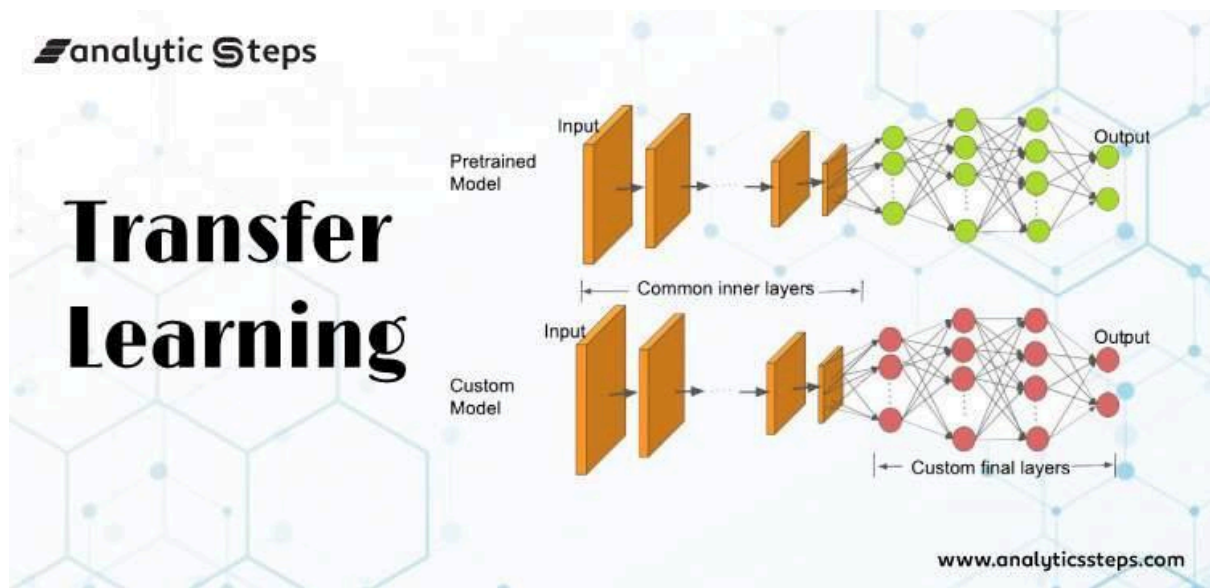 analytic Steps
Transfer
Learning
Input
Pretrained
Model
Output
Common inner layers
Input
Custom
Model
Output
Custom final layers
www.analyticssteps.com